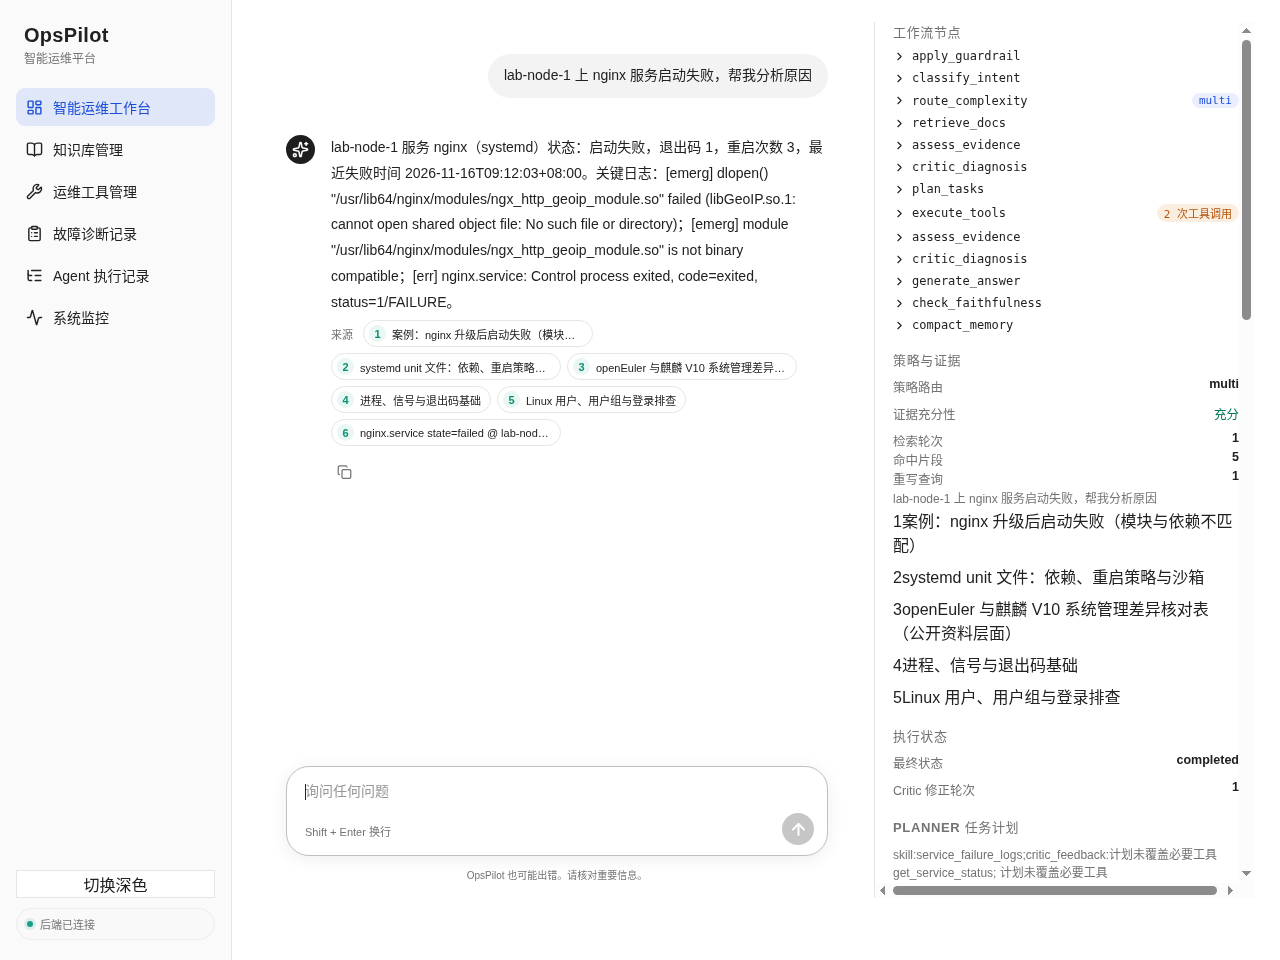 OpsPilot
智能运维平台
智能运维工作台
知识库管理
运维工具管理
故障诊断记录
Agent 执行记录
系统监控
切换深色
后端已连接
lab-node-1 上 nginx 服务启动失败，帮我分析原因
lab-node-1 服务 nginx（systemd）状态：启动失败，退出码 1，重启次数 3，最
近失败时间 2026-11-16T09:12:03+08:00。关键日志：[emerg] dlopen()
"/usr/lib64/nginx/modules/ngx_http_geoip_module.so" failed (libGeoIP.so.1:
cannot open shared object file: No such file or directory)；[emerg] module
"/usr/lib64/nginx/modules/ngx_http_geoip_module.so" is not binary
compatible；[err] nginx.service: Control process exited, code=exited,
status=1/FAILURE。
来源 1 案例：nginx 升级后启动失败（模块…
2 systemd unit 文件：依赖、重启策略… 3 openEuler 与麒麟 V10 系统管理差异…
4 进程、信号与退出码基础 5 Linux 用户、用户组与登录排查
6 nginx.service state=failed @ lab-nod…
询问任何问题
Shift + Enter 换行
OpsPilot 也可能出错。请核对重要信息。
工作流节点
apply_guardrail
classify_intent
route_complexity multi
retrieve_docs
assess_evidence
critic_diagnosis
plan_tasks
execute_tools 2 次工具调用
assess_evidence
critic_diagnosis
generate_answer
check_faithfulness
compact_memory
策略与证据
策略路由 multi
证据充分性 充分
检索轮次 1
命中片段 5
重写查询 1
lab-node-1 上 nginx 服务启动失败，帮我分析原因
1案例：nginx 升级后启动失败（模块与依赖不匹
配）
2systemd unit 文件：依赖、重启策略与沙箱
3openEuler 与麒麟 V10 系统管理差异核对表
（公开资料层面）
4进程、信号与退出码基础
5Linux 用户、用户组与登录排查
执行状态
最终状态 completed
Critic 修正轮次 1
PLANNER 任务计划
skill:service_failure_logs;critic_feedback:计划未覆盖必要工具
get_service_status; 计划未覆盖必要工具